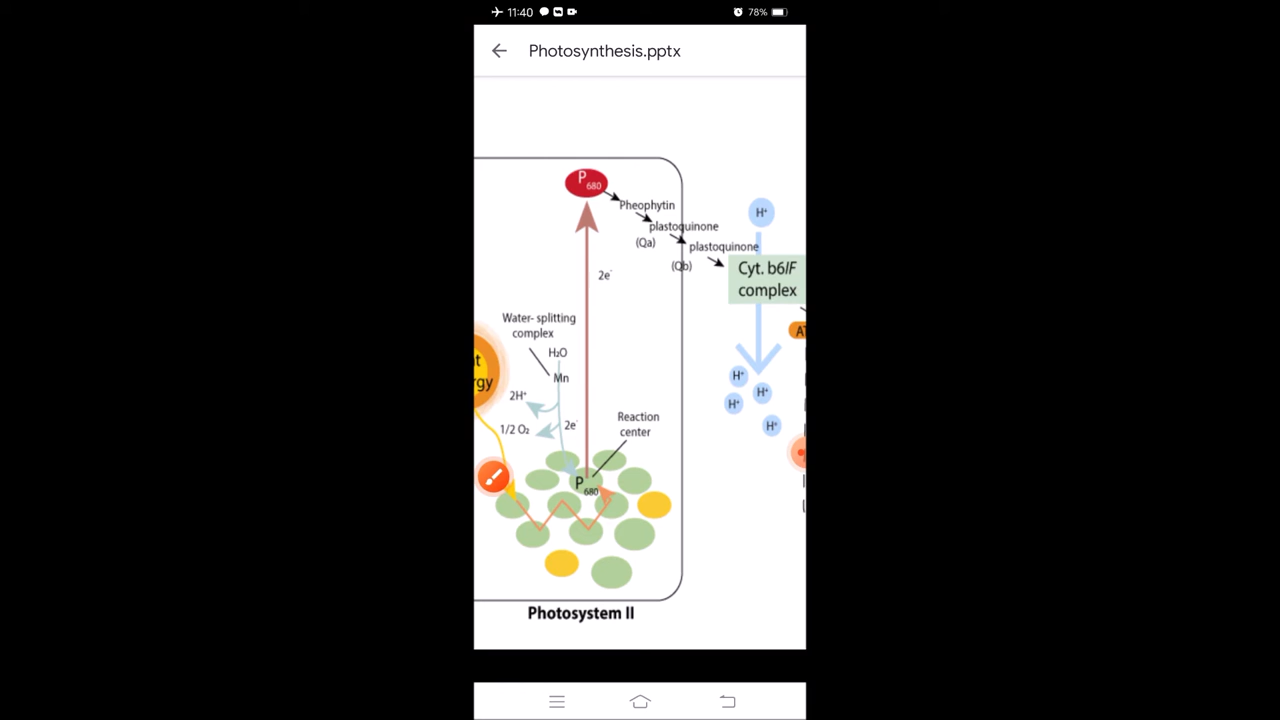 11:40
78%
Photosynthesis.pptx
P680
Pheophytin
plastoquinone
(Qa)
plastoquinone
(Qb)
H⁺
Cyt. b6/F
complex
2e⁻
Water- splitting
complex
H₂O
Mn
2H⁺
1/2 O₂
2e⁻
Reaction
center
P680
H⁺
H⁺
H⁺
H⁺
Photosystem II